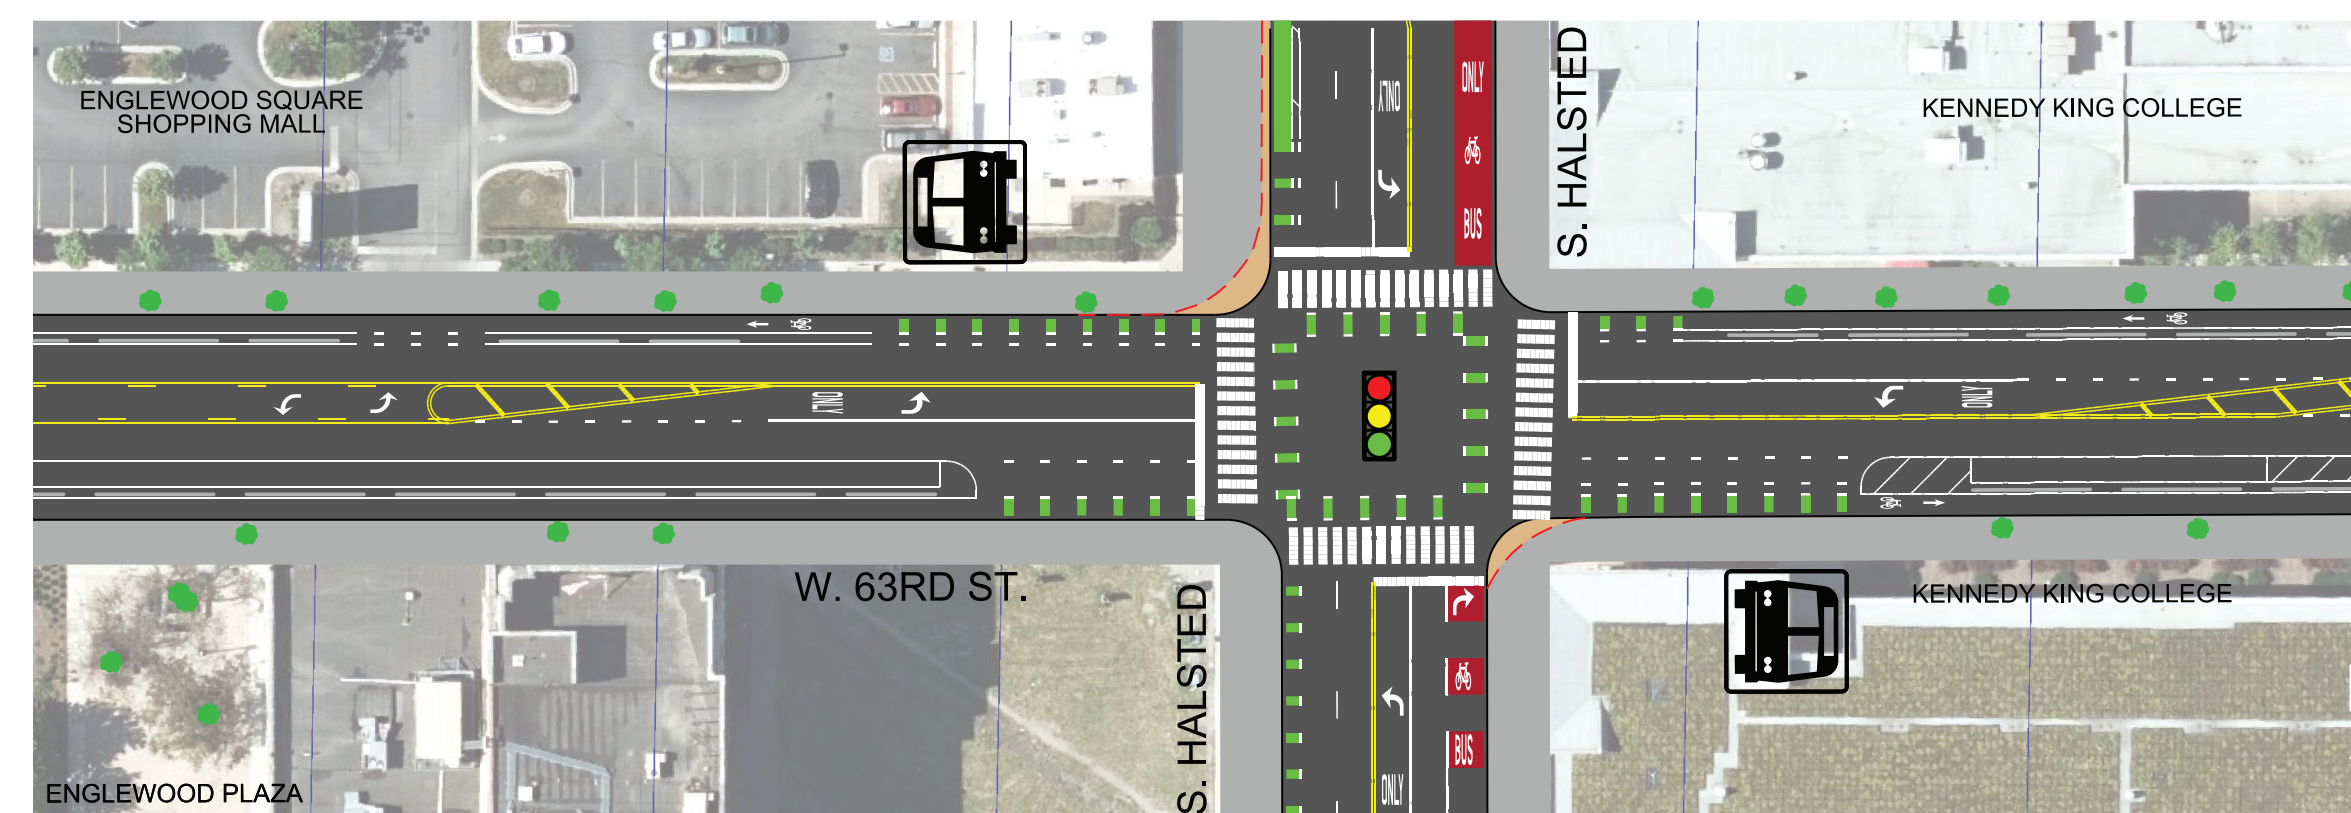 ENGLEWOOD SQUARE
SHOPPING MALL
S. HALSTED
KENNEDY KING COLLEGE
ONLY
ONLY
BUS
ONLY
ONLY
W. 63RD ST.
S. HALSTED
KENNEDY KING COLLEGE
BUS
ONLY
ENGLEWOOD PLAZA